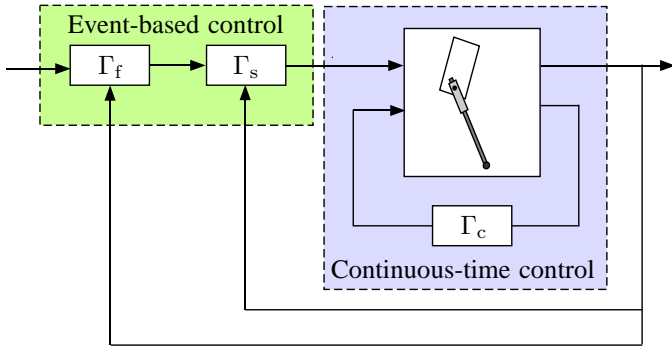 Event-based control
Γf
Γs
Γc
Continuous-time control